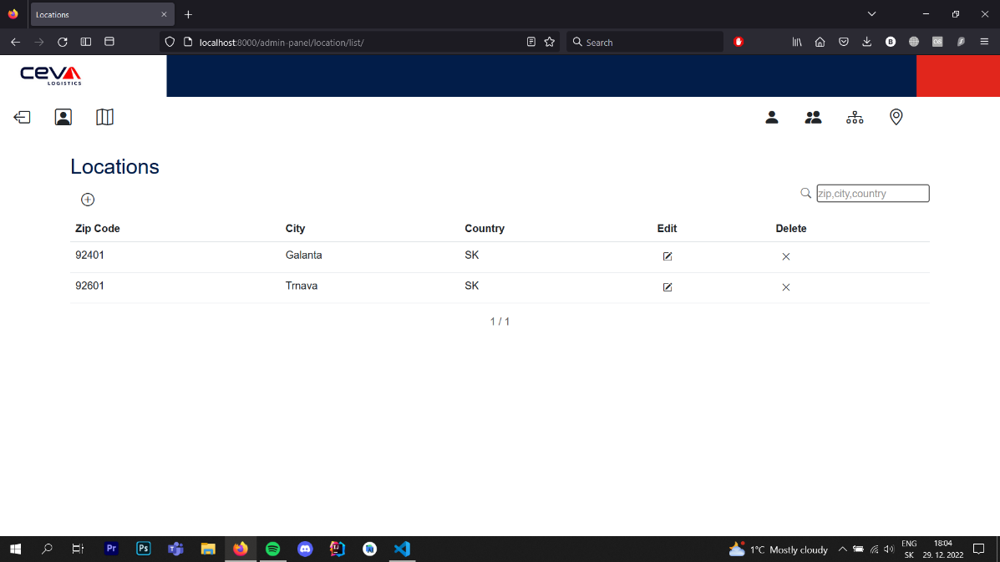 Locations
localhost:8000/admin-panel/location/list/
Search
B
CEVA
LOGISTICS
Locations
zip,city,country
Zip Code City Country Edit Delete
92401 Galanta SK
92601 Trnava SK
1 / 1
Pr
Ps
1°C Mostly cloudy
ENG
SK
18:04
29. 12. 2022